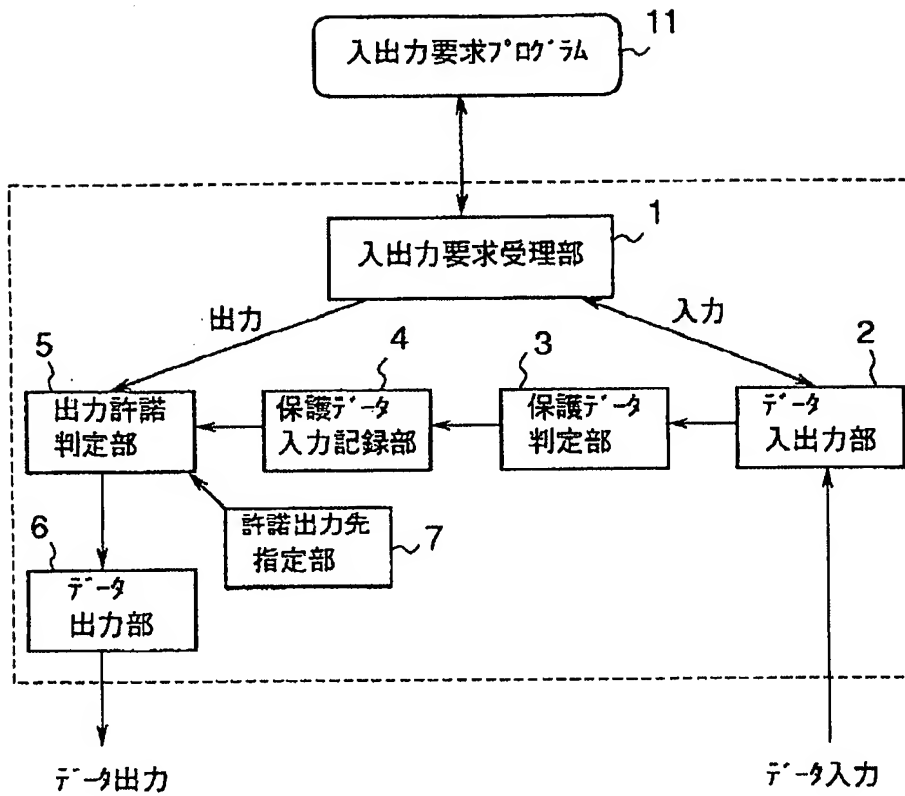 11
入出力要求ﾌﾟﾛｸﾞﾗﾑ
1
入出力要求受理部
出力
入力
5
出力許諾
判定部
4
保護ﾃﾞｰﾀ
入力記録部
3
保護ﾃﾞｰﾀ
判定部
2
ﾃﾞｰﾀ
入出力部
6
ﾃﾞｰﾀ
出力部
許諾出力先
指定部
7
ﾃﾞｰﾀ出力
ﾃﾞｰﾀ入力